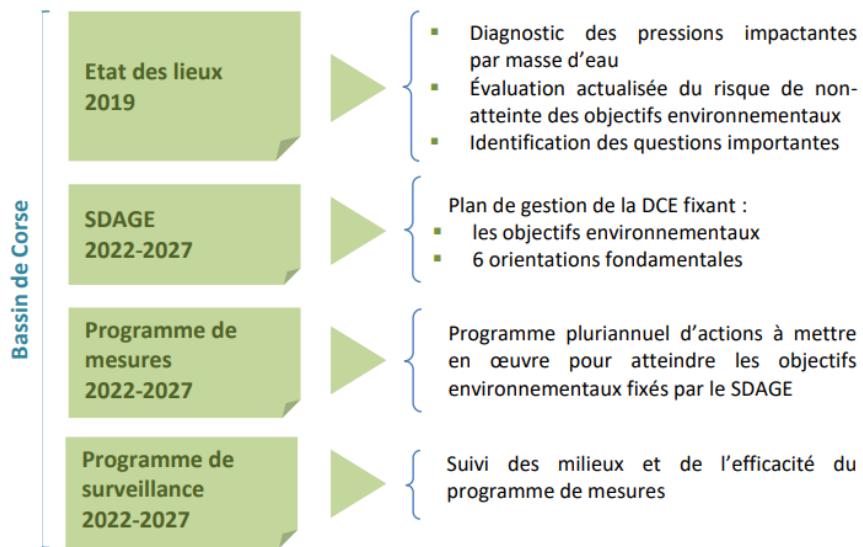 Bassin de Corse
Etat des lieux
2019
▪ Diagnostic des pressions impactantes
par masse d'eau
▪ Évaluation actualisée du risque de non-
atteinte des objectifs environnementaux
▪ Identification des questions importantes
SDAGE
2022-2027
Plan de gestion de la DCE fixant :
▪ les objectifs environnementaux
▪ 6 orientations fondamentales
Programme de
mesures
2022-2027
Programme pluriannuel d'actions à mettre
en œuvre pour atteindre les objectifs
environnementaux fixés par le SDAGE
Programme de
surveillance
2022-2027
Suivi des milieux et de l'efficacité du
programme de mesures